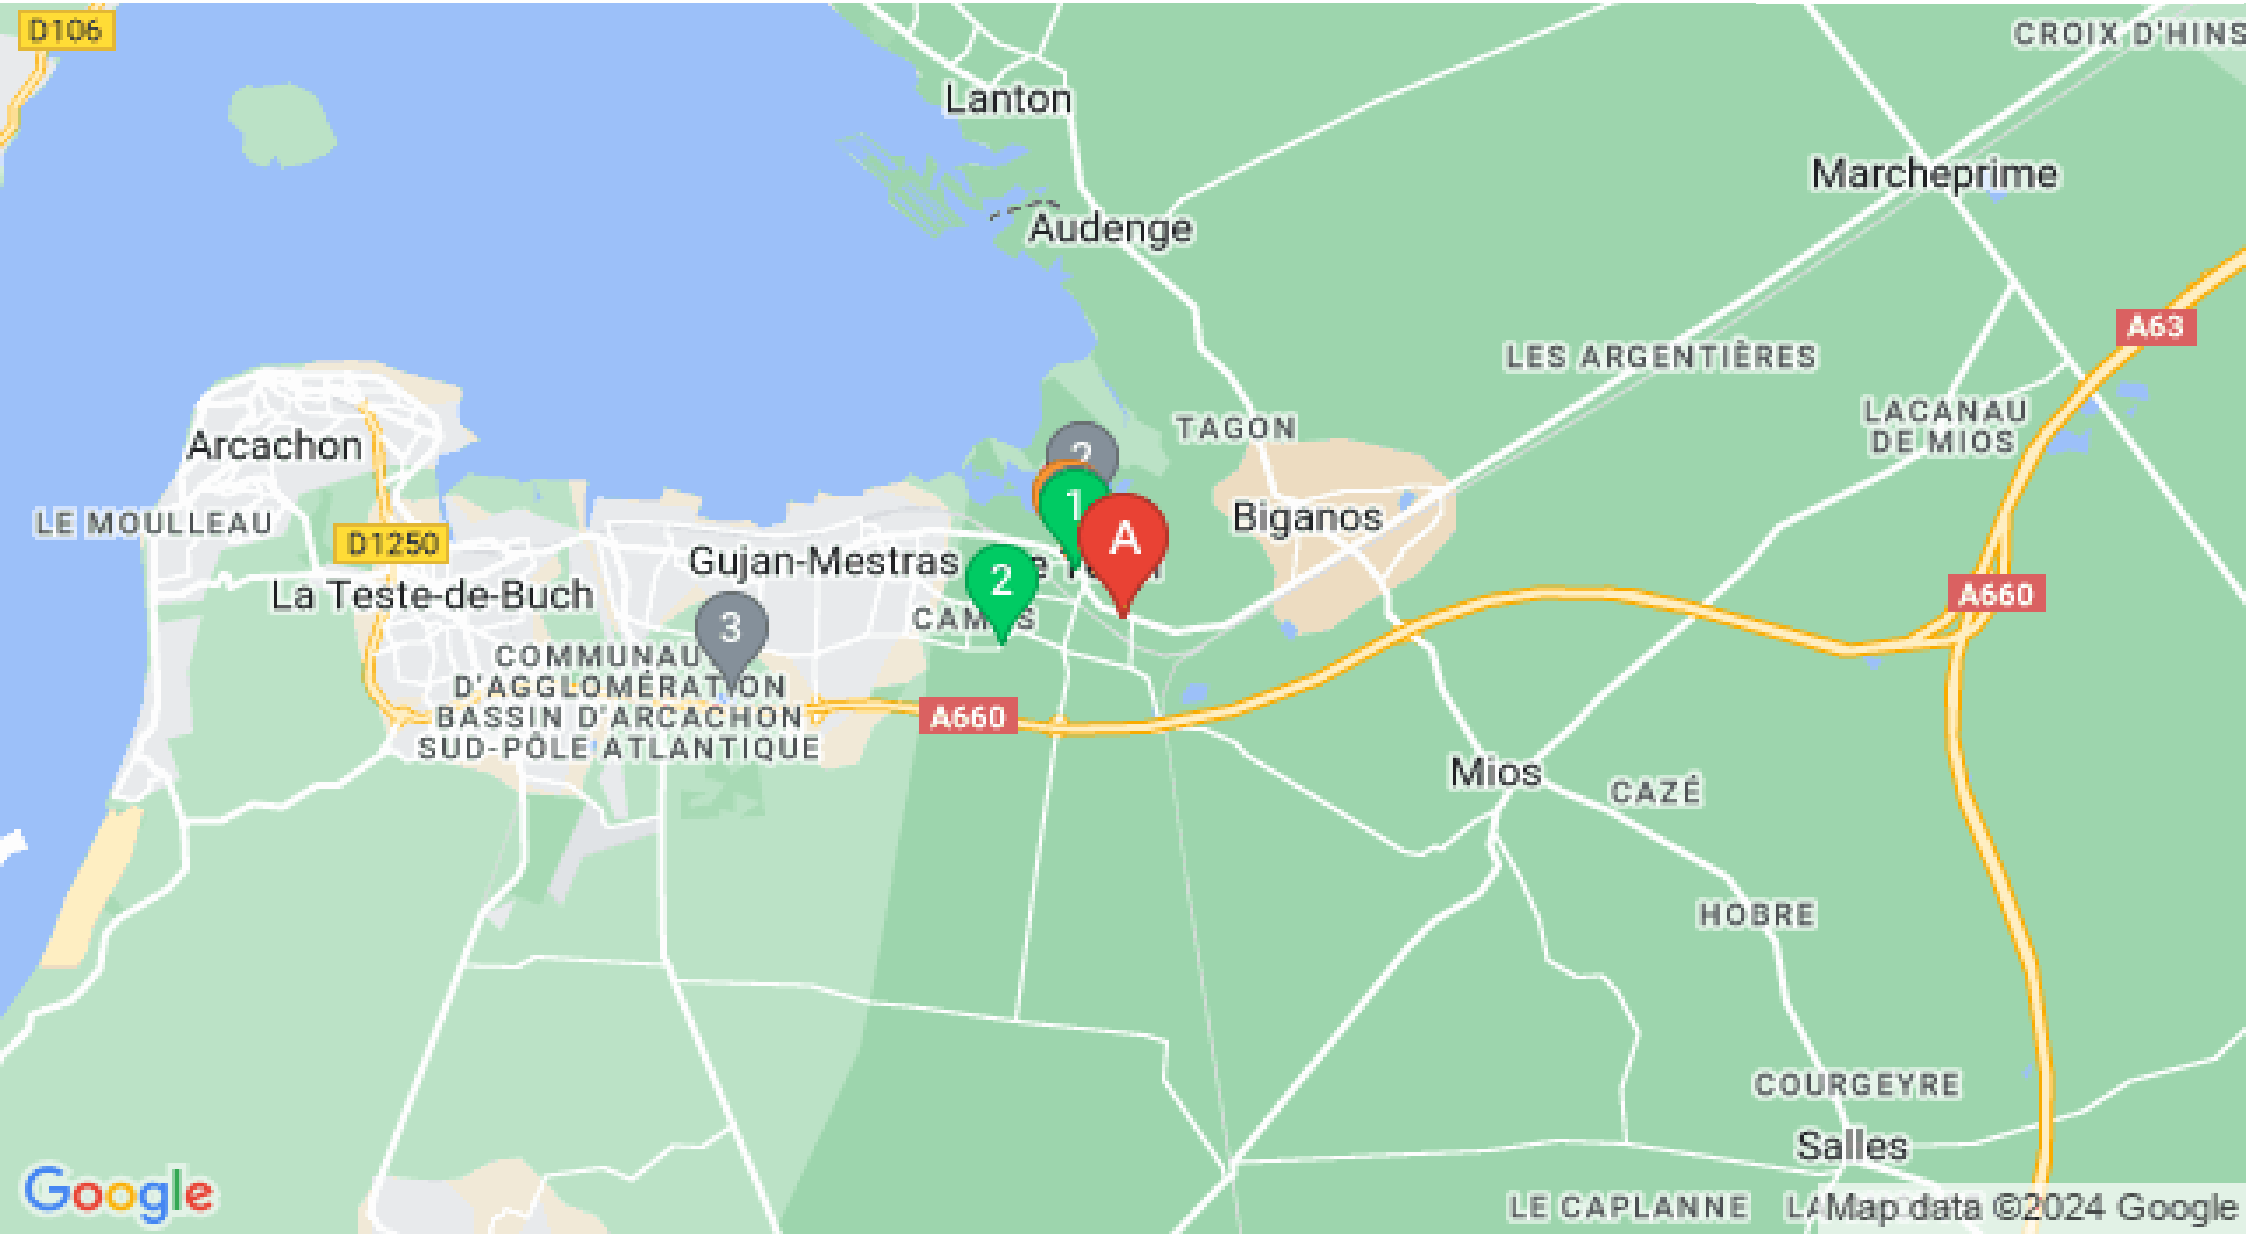 D106
CROIX D'HINS
Lanton
Marcheprime
Audenge
A63
LES ARGENTIÈRES
LACANAU
DE MIOS
TAGON
Arcachon
2
1
A
Biganos
LE MOULLEAU
D1250
Gujan-Mestras
La Teste-de-Buch
2
A660
3
COMMUNAU
D'AGGLOMÉRATION
BASSIN D'ARCACHON
SUD-PÔLE ATLANTIQUE
A660
Mios
CAZÉ
HOBRE
COURGEYRE
Salles
Google
LE CAPLANNE
Map data ©2024 Google